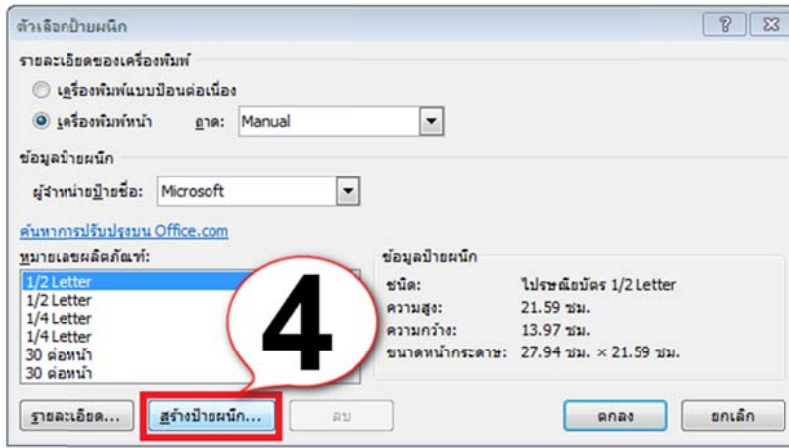 ตัวเลือกป้ายผนึก
รายละเอียดของเครื่องพิมพ์
เครื่องพิมพ์แบบป้อนต่อเนื่อง
เครื่องพิมพ์หน้า ถาด: Manual
ข้อมูลป้ายผนึก
ผู้จำหน่ายป้ายชื่อ: Microsoft
ค้นหาการปรับปรุงบน Office.com
หมายเลขผลิตภัณฑ์:
1/2 Letter
1/2 Letter
1/4 Letter
1/4 Letter
30 ต่อหน้า
30 ต่อหน้า
4
ข้อมูลป้ายผนึก
ชนิด: ไปรษณียบัตร 1/2 Letter
ความสูง: 21.59 ซม.
ความกว้าง: 13.97 ซม.
ขนาดหน้ากระดาษ: 27.94 ซม. × 21.59 ซม.
รายละเอียด... สร้างป้ายผนึก... ลบ ตกลง ยกเลิก